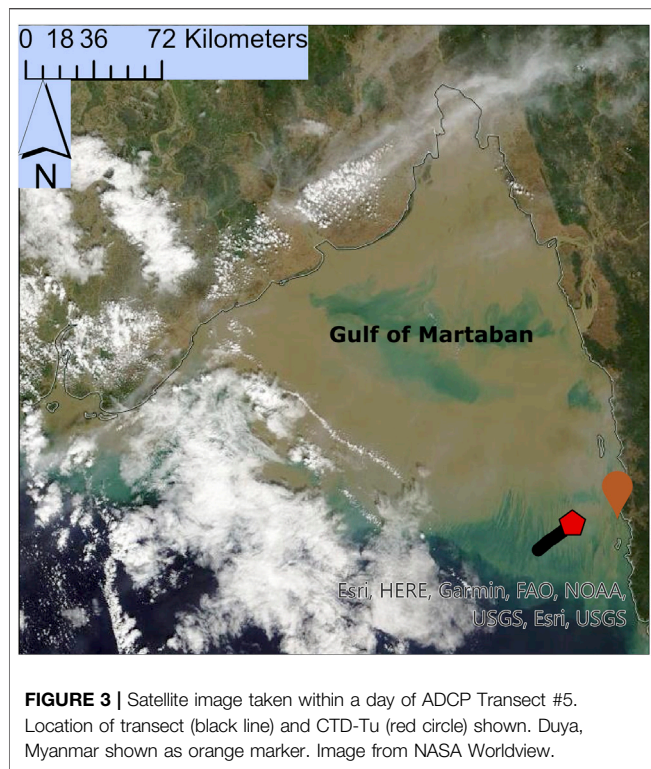 0 18 36 72 Kilometers
N
Gulf of Martaban
Esri, HERE, Garmin, FAO, NOAA,
USGS, Esri, USGS
FIGURE 3 | Satellite image taken within a day of ADCP Transect #5.
Location of transect (black line) and CTD-Tu (red circle) shown. Duya,
Myanmar shown as orange marker. Image from NASA Worldview.